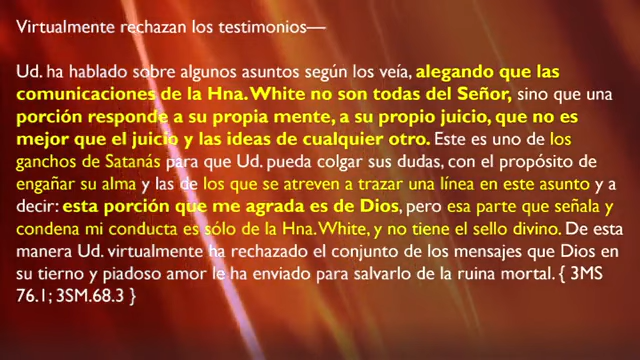 Virtualmente rechazan los testimonios—
Ud. ha hablado sobre algunos asuntos según los veía, alegando que las
comunicaciones de la Hna. White no son todas del Señor, sino que una
porción responde a su propia mente, a su propio juicio, que no es
mejor que el juicio y las ideas de cualquier otro. Este es uno de los
ganchos de Satanás para que Ud. pueda colgar sus dudas, con el propósito de
engañar su alma y las de los que se atreven a trazar una línea en este asunto y a
decir: esta porción que me agrada es de Dios, pero esa parte que señala y
condena mi conducta es sólo de la Hna. White, y no tiene el sello divino. De esta
manera Ud. virtualmente ha rechazado el conjunto de los mensajes que Dios en
su tierno y piadoso amor le ha enviado para salvarlo de la ruina mortal. { 3MS
76.1; 3SM.68.3 }